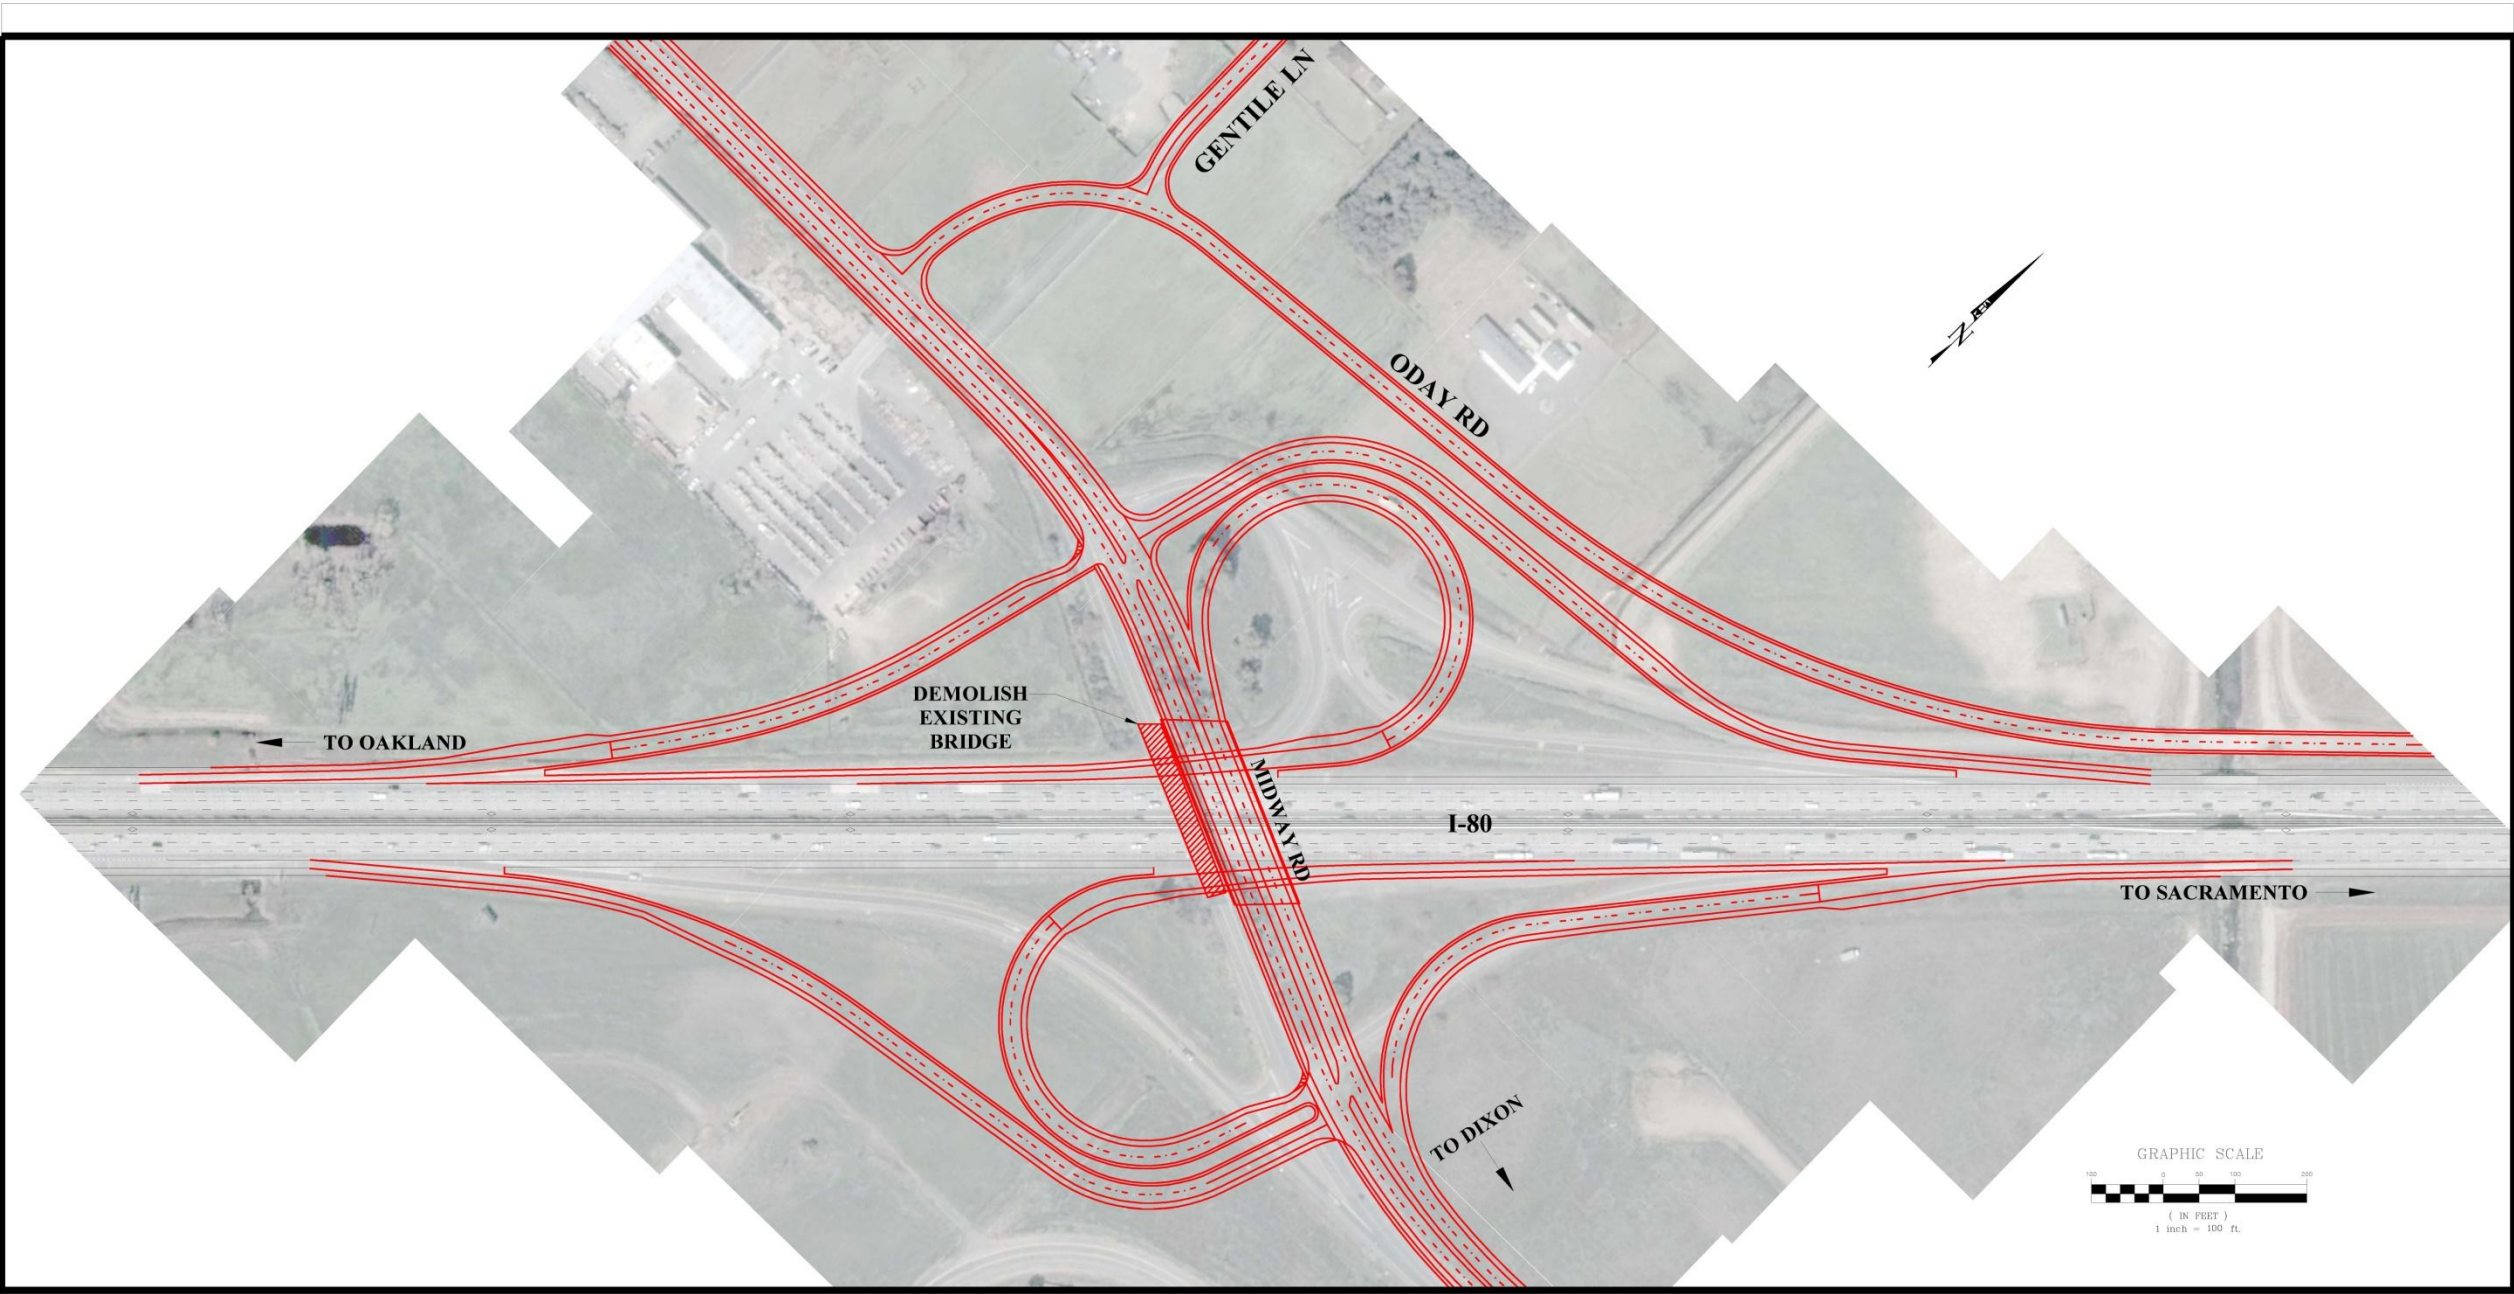 GENTILE LN
ODAY RD
N
DEMOLISH
EXISTING
BRIDGE
TO OAKLAND
MIDWAY RD
I-80
TO SACRAMENTO
TO DIXON
GRAPHIC SCALE
100 0 50 100 200
( IN FEET )
1 inch = 100 ft.